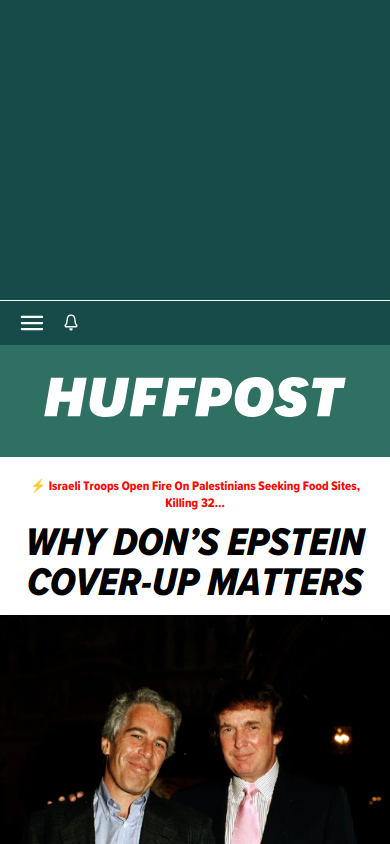 HUFFPOST
⚡ Israeli Troops Open Fire On Palestinians Seeking Food Sites,
Killing 32...
WHY DON’S EPSTEIN
COVER-UP MATTERS